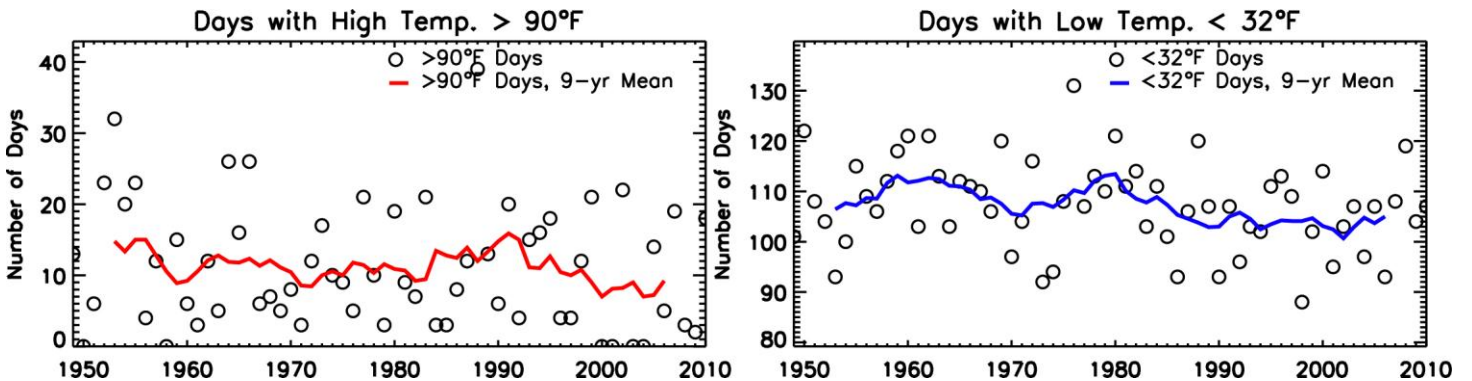 Days with High Temp. > 90°F
Number of Days
40
30
20
10
0
>90°F Days
>90°F Days, 9-yr Mean
1950 1960 1970 1980 1990 2000 2010
Days with Low Temp. < 32°F
Number of Days
130
120
110
100
90
80
<32°F Days
<32°F Days, 9-yr Mean
1950 1960 1970 1980 1990 2000 2010